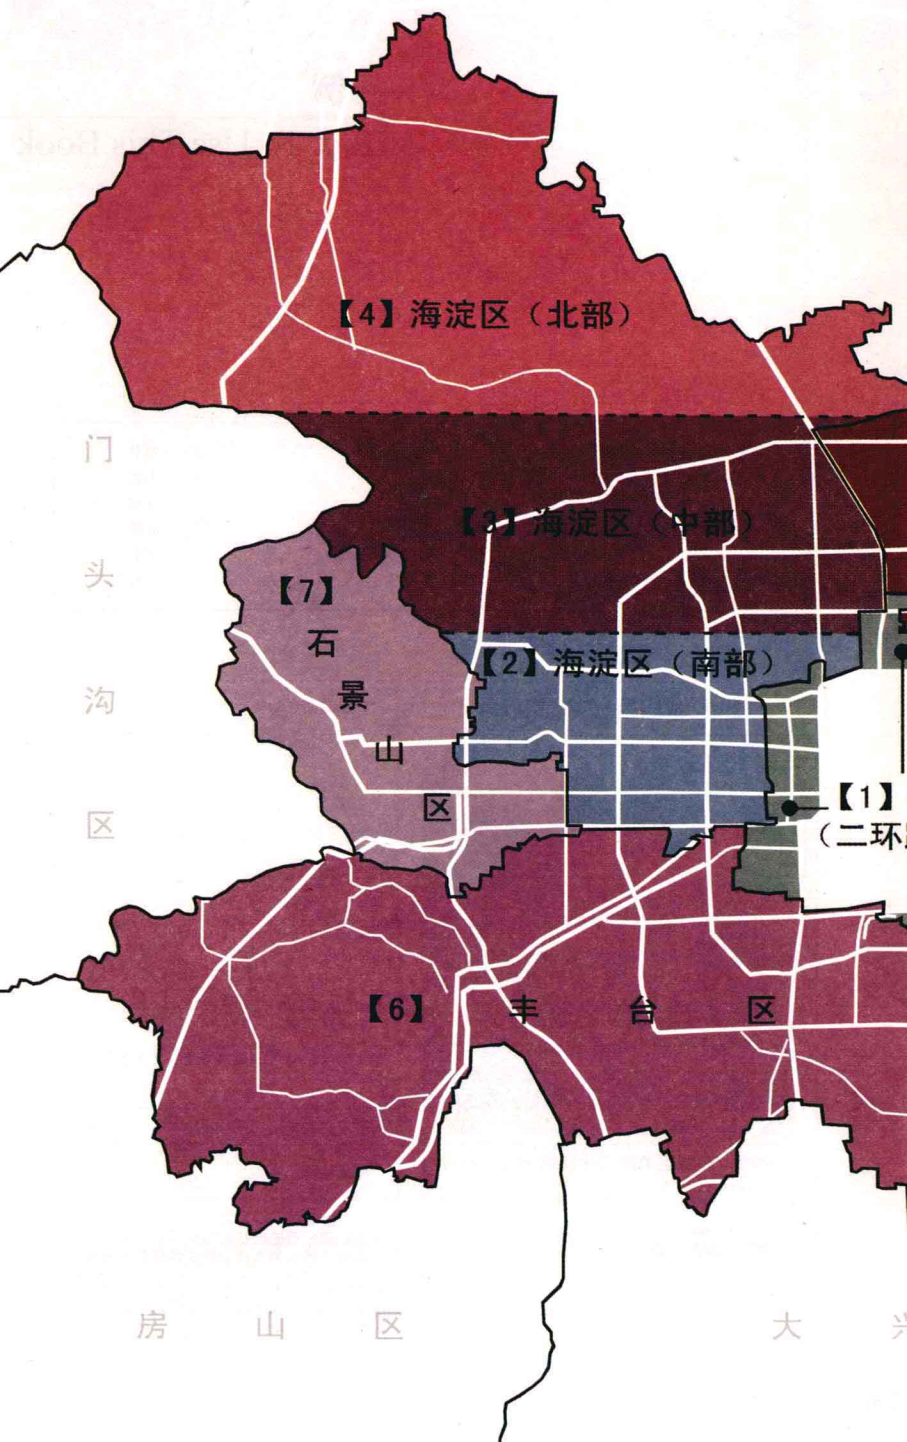 【4】海淀区（北部）
【3】海淀区（中部）
【7】
石景山区
【2】海淀区（南部）
【1】
（二环
【6】丰台区
门头沟区
房山区
大兴